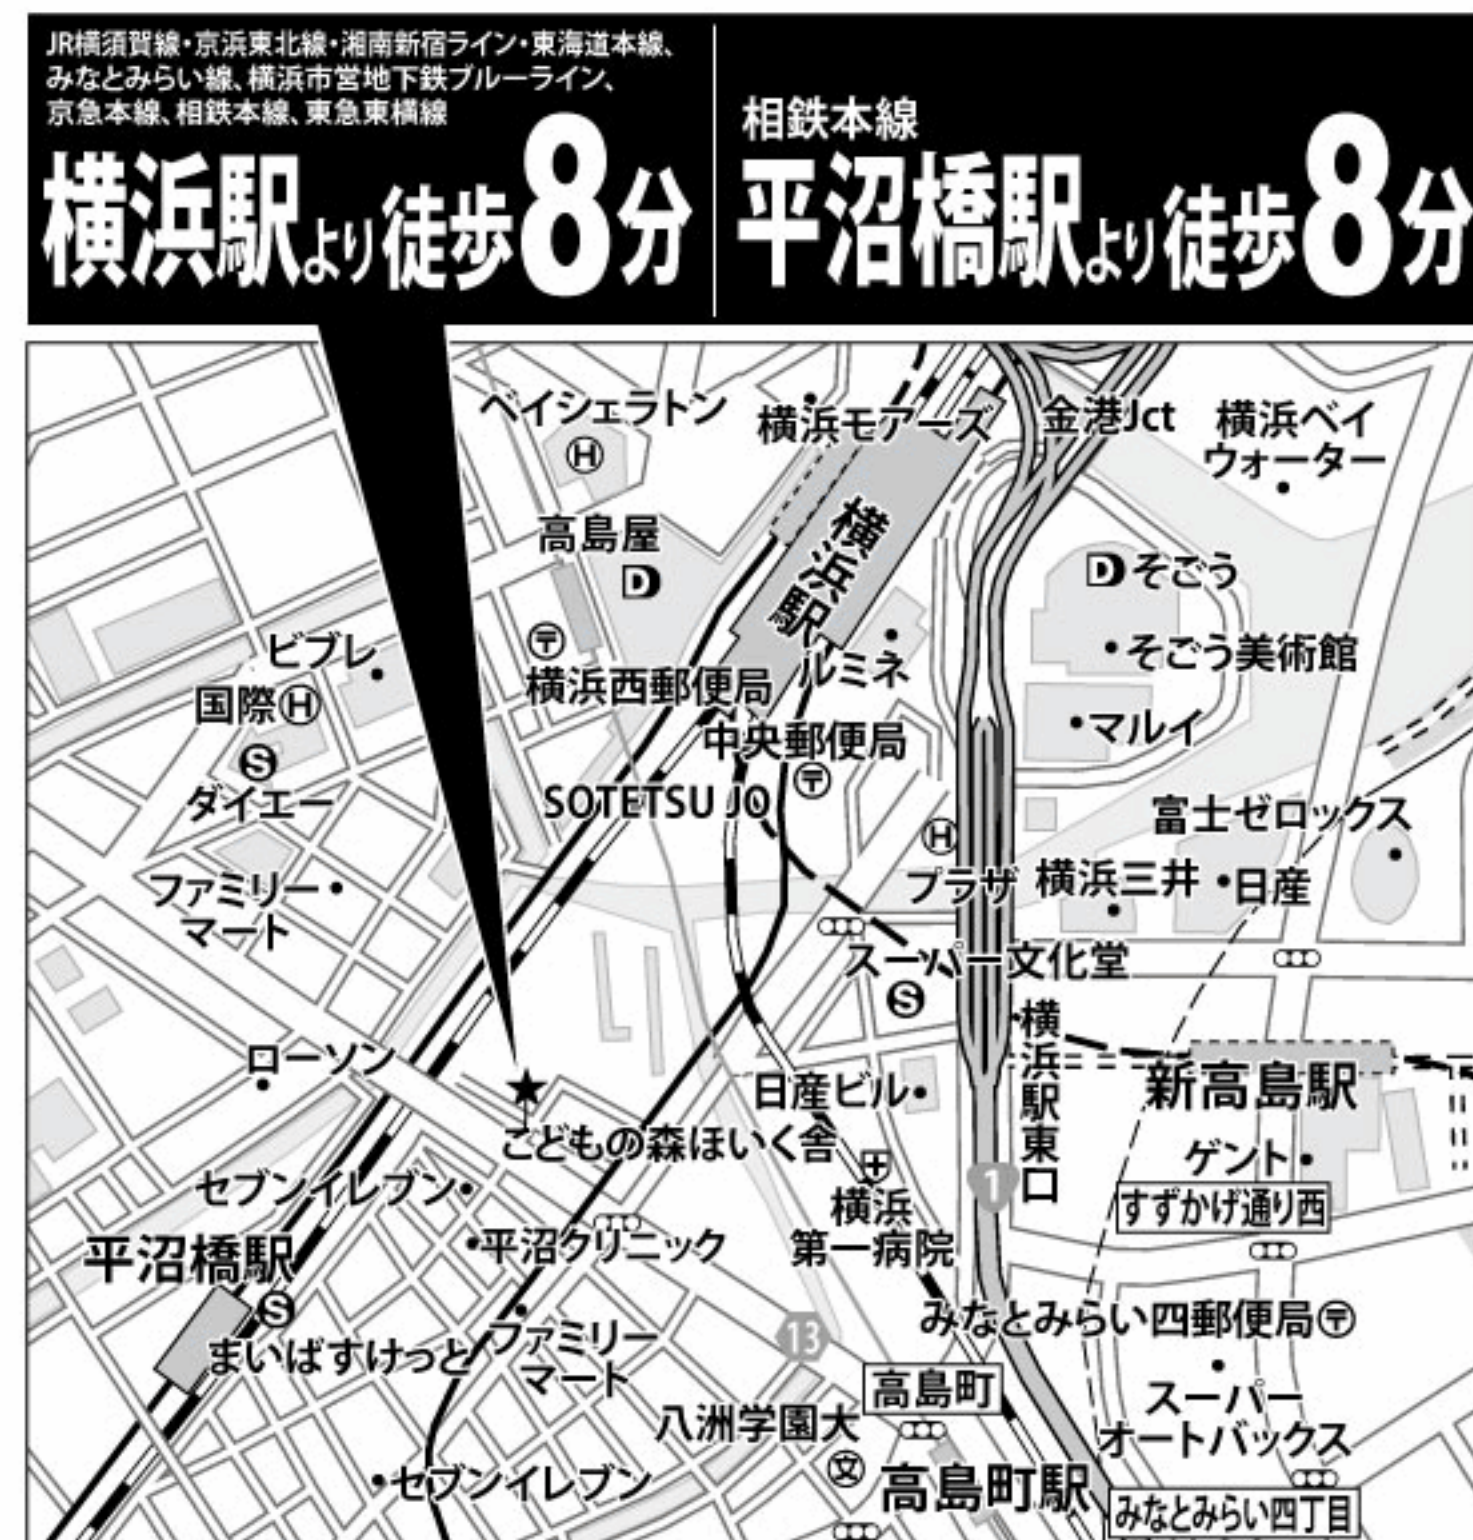 JR横須賀線・京浜東北線・湘南新宿ライン・東海道本線、
みなとみらい線、横浜市営地下鉄ブルーライン、
京急本線、相鉄本線、東急東横線
横浜駅より徒歩8分
相鉄本線
平沼橋駅より徒歩8分
ベイシェラトン
H
横浜モアーズ
金港Jct
横浜ベイ
ウォーター
高島屋
D
横浜駅
D そごう
そごう美術館
ビブレ
〒
横浜西郵便局
ルミネ
国際 H
中央郵便局
〒
マルイ
S
ダイエー
SOTETSU JO
富士ゼロックス
H
プラザ
横浜三井
日産
ファミリー
マート
スーパー文化堂
S
横浜駅東口
ローソン
★
日産ビル
新高島駅
こどもの森ほいく舎
ゲント
セブンイレブン
1
横浜
第一病院
すずかげ通り西
平沼クリニック
平沼橋駅
S
まいばすけっと
ファミリー
マート
13
みなとみらい四郵便局〒
高島町
スーパー
オートバックス
八洲学園大
文
セブンイレブン
高島町駅
みなとみらい四丁目